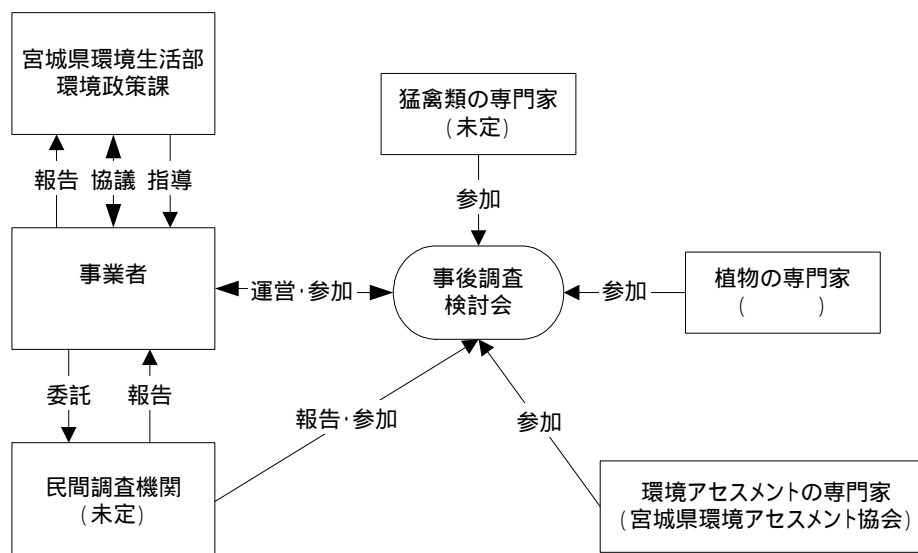 宮城県環境生活部
環境政策課
猛禽類の専門家
(未定)
報告 協議 指導
参加
事業者
運営・参加
事後調査
検討会
参加
植物の専門家
(　　　)
委託 報告
報告・参加
参加
民間調査機関
(未定)
環境アセスメントの専門家
(宮城県環境アセスメント協会)